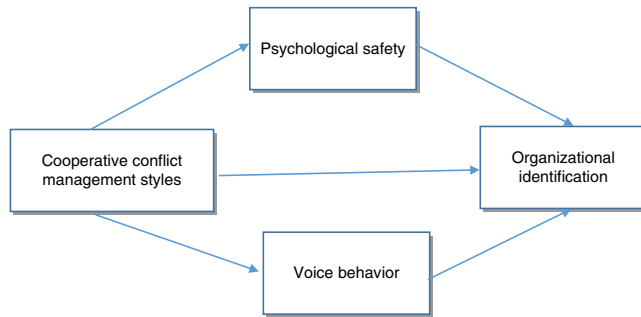 Psychological safety
Cooperative conflict
management styles
Organizational
identification
Voice behavior